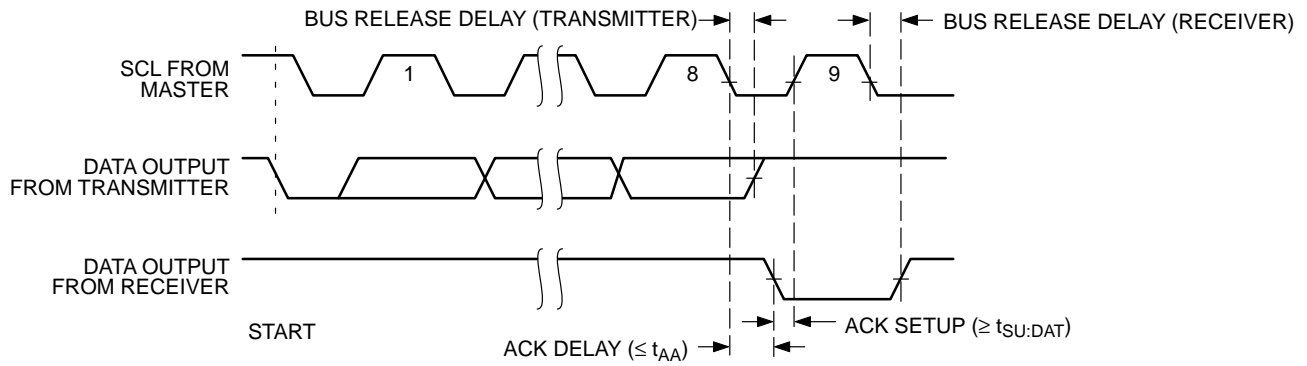 BUS RELEASE DELAY (TRANSMITTER)
BUS RELEASE DELAY (RECEIVER)
SCL FROM
MASTER
1
8
9
DATA OUTPUT
FROM TRANSMITTER
DATA OUTPUT
FROM RECEIVER
START
ACK SETUP (≥ tSU:DAT)
ACK DELAY (≤ tAA)